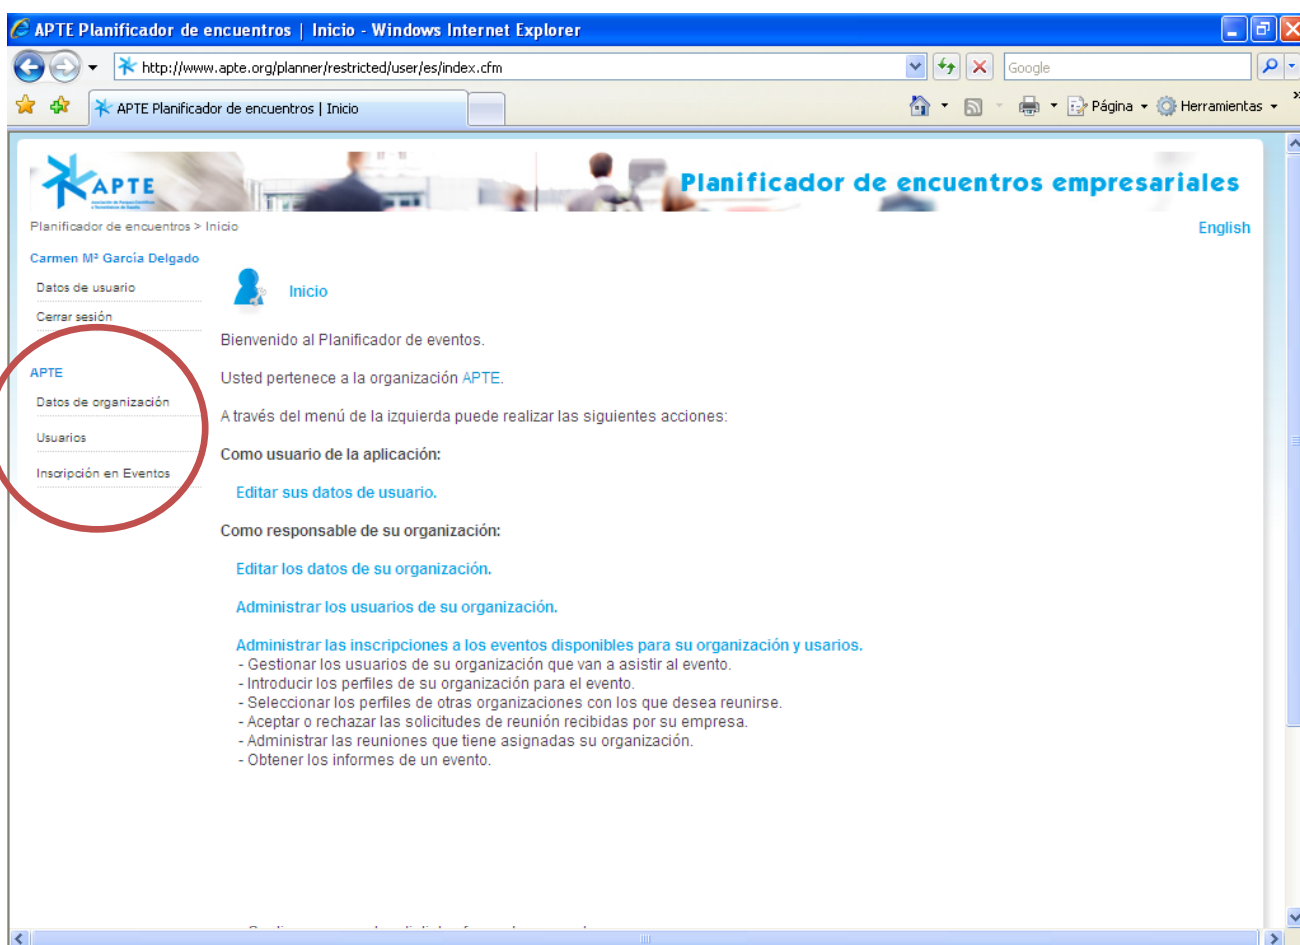 APTE Planificador de encuentros | Inicio - Windows Internet Explorer
http://www.apte.org/planner/restricted/user/es/index.cfm
Google
APTE Planificador de encuentros | Inicio
Página
Herramientas
APTE
Planificador de encuentros empresariales
Planificador de encuentros > Inicio
English
Carmen Mª García Delgado
Datos de usuario
Cerrar sesión
APTE
Datos de organización
Usuarios
Inscripción en Eventos
Inicio
Bienvenido al Planificador de eventos.
Usted pertenece a la organización APTE.
A través del menú de la izquierda puede realizar las siguientes acciones:
Como usuario de la aplicación:
Editar sus datos de usuario.
Como responsable de su organización:
Editar los datos de su organización.
Administrar los usuarios de su organización.
Administrar las inscripciones a los eventos disponibles para su organización y usarios.
- Gestionar los usuarios de su organización que van a asistir al evento.
- Introducir los perfiles de su organización para el evento.
- Seleccionar los perfiles de otras organizaciones con los que desea reunirse.
- Aceptar o rechazar las solicitudes de reunión recibidas por su empresa.
- Administrar las reuniones que tiene asignadas su organización.
- Obtener los informes de un evento.